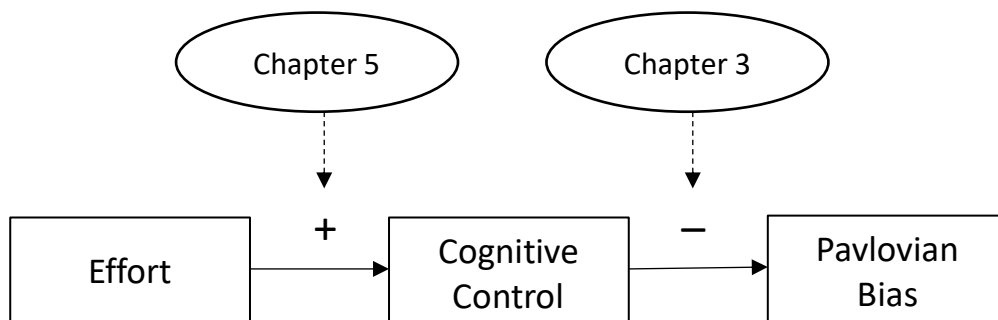 Chapter 5
Chapter 3
+
–
Effort
Cognitive
Control
Pavlovian
Bias